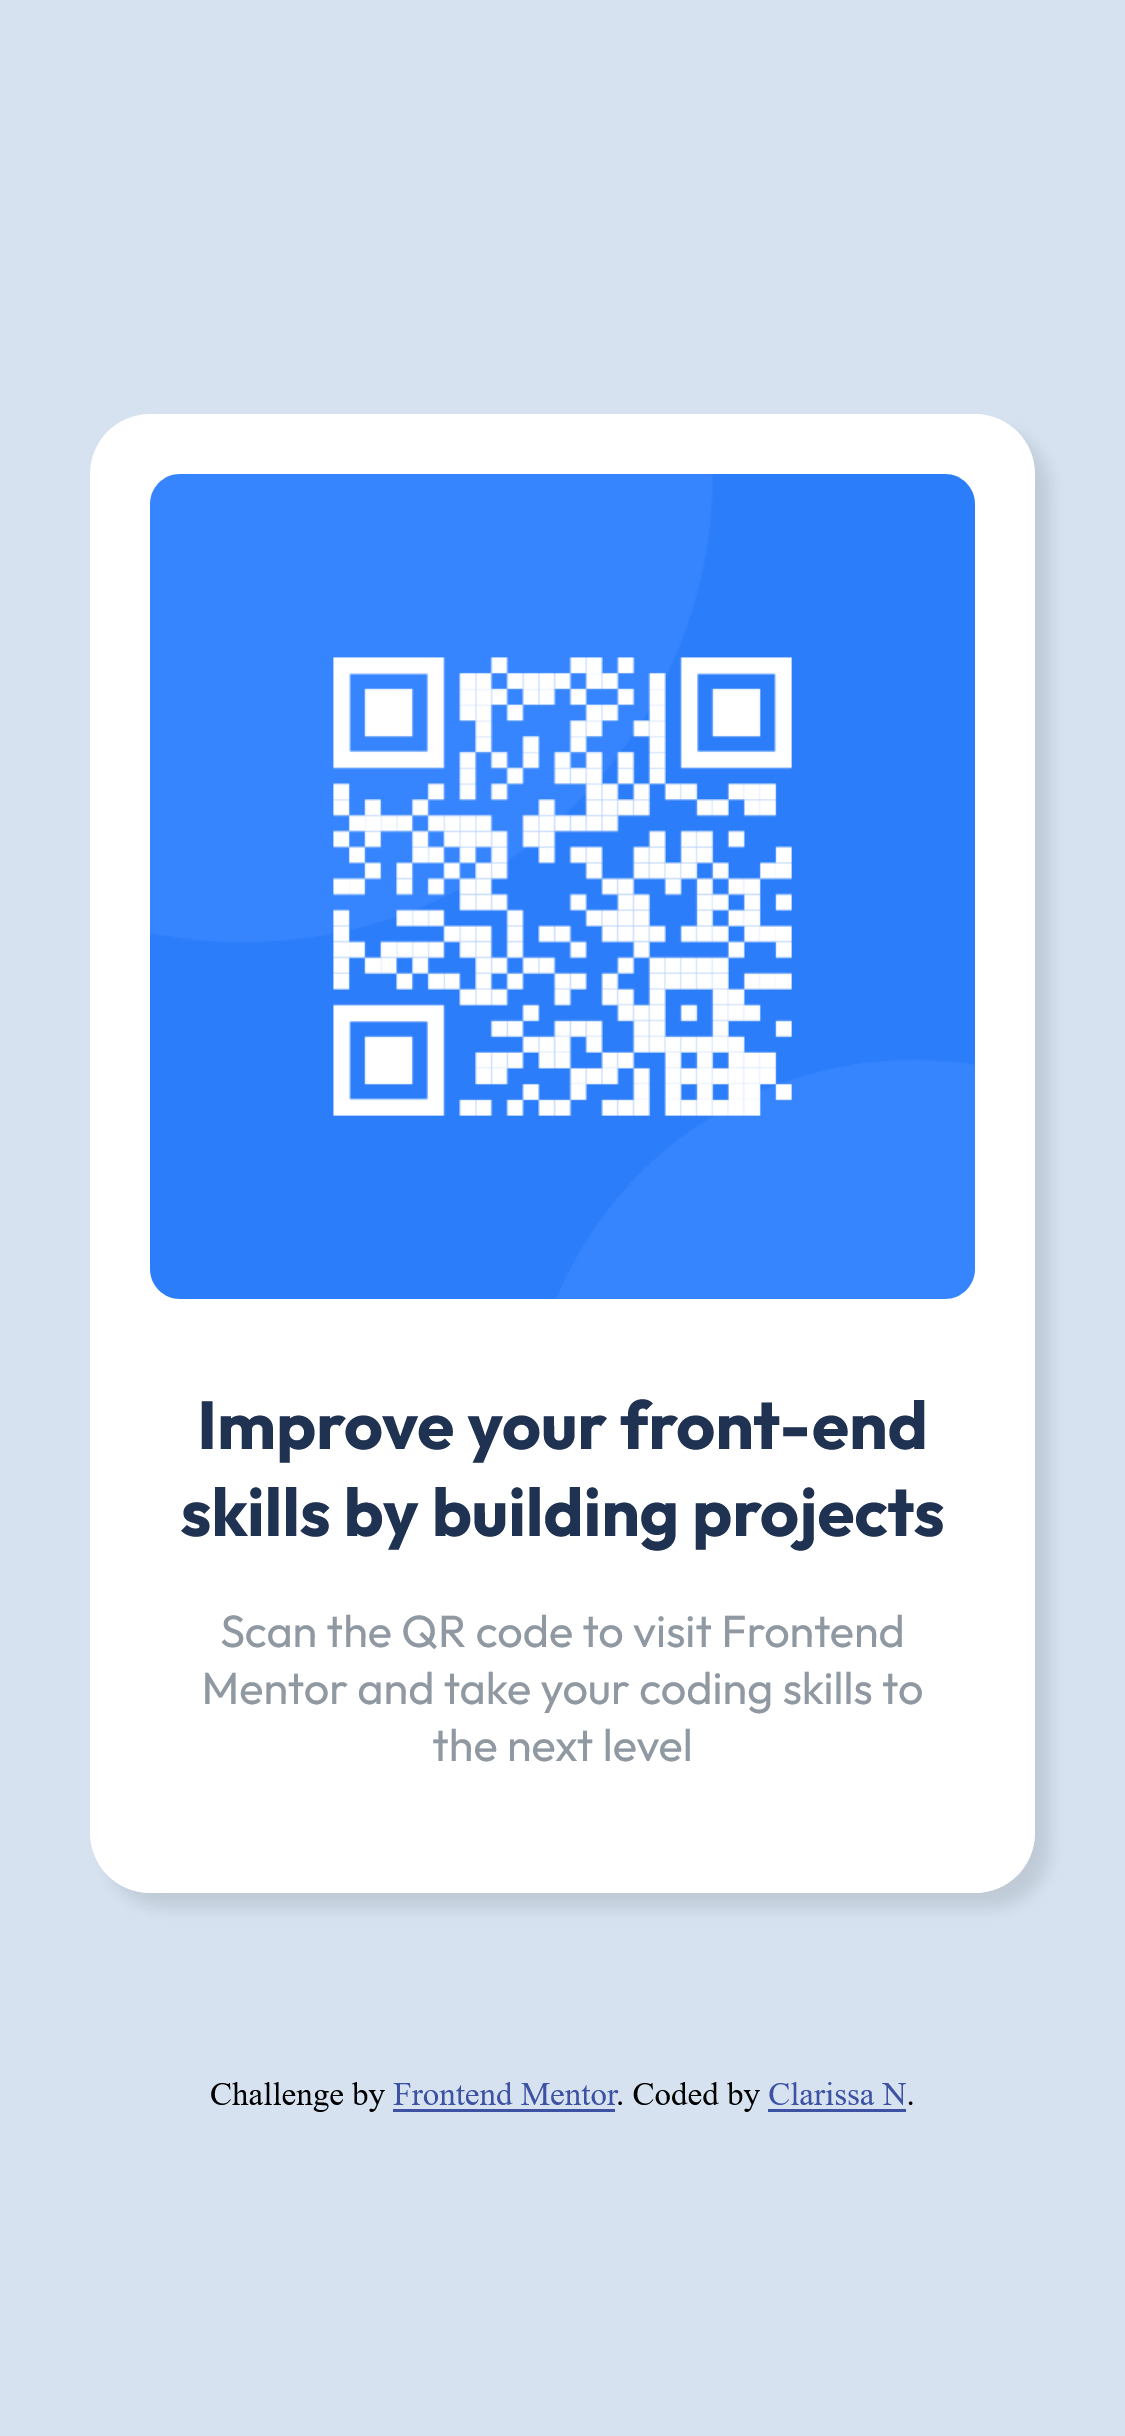 Improve your front-end
skills by building projects
Scan the QR code to visit Frontend
Mentor and take your coding skills to
the next level
Challenge by Frontend Mentor. Coded by Clarissa N.